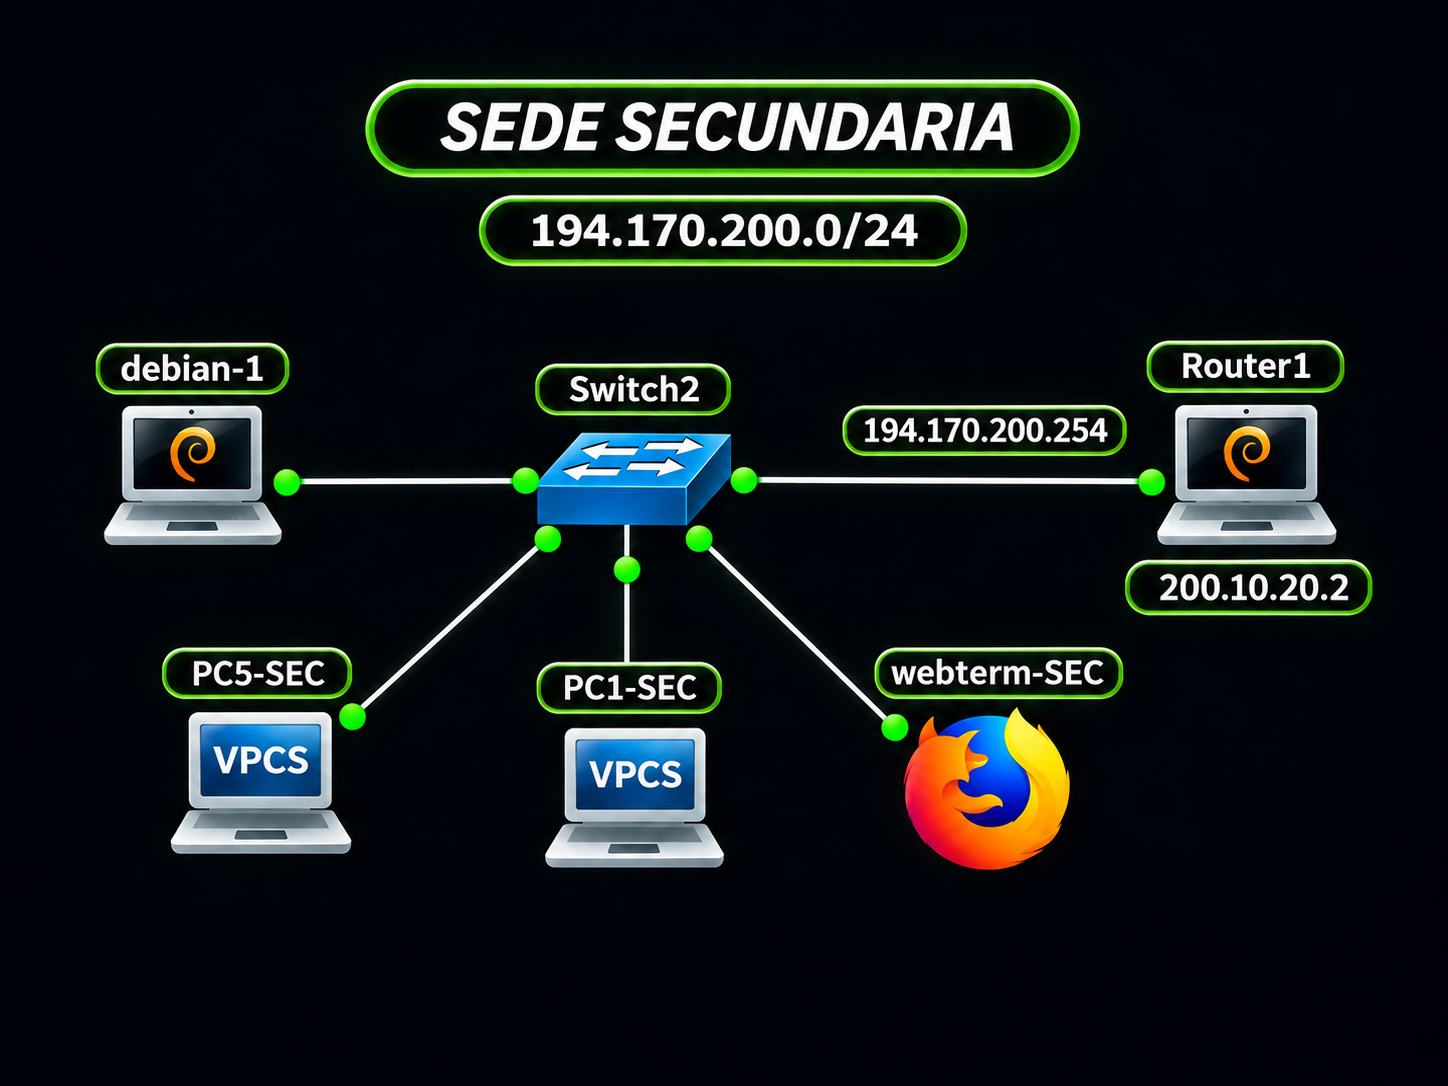 SEDE SECUNDARIA
194.170.200.0/24
debian-1
Switch2
Router1
194.170.200.254
200.10.20.2
PC5-SEC
PC1-SEC
webterm-SEC
VPCS
VPCS